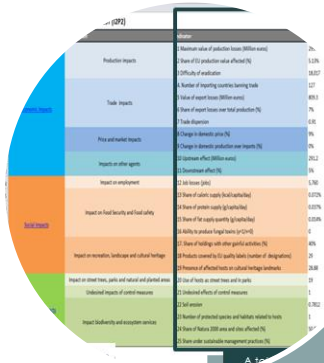 (I2P2)
ndicator
1 Maximum value of production losses (Million euro)
Production impacts
2 Share of EU production value affected (%)
5.13%
3 Difficulty of eradication
18.017
4. Number of importing countries banning trade
127
Trade impacts
5 Value of export losses (Million euro)
809.3
6 Share of export losses over total production (%)
7%
7 Trade dispersion
0.91
Price and market impacts
8 Change in domestic price (%)
9%
9 Change in domestic production over impacts (%)
0%
Impacts on other agents
10 Upstream effect (Million euro)
291.2
11 Downstream effect (%)
5%
Impact on employment
12 Job losses (jobs)
5,760
13 Share of caloric supply (kcal/capita/day)
0.072%
Impact on Food Security and Food safety
14 Share of protein supply (g/capita/day)
0.037%
15 Share of fat supply quantity (g/capita/day)
0.014%
16 Ability to produce fungal toxins (y=1/n=0)
0
Social Impacts
17. Share of holdings with other gainful activities (%)
40%
Impact on recreation, landscape and cultural heritage
18 Products covered by EU quality labels (number of designations)
29
19 Presence of affected hosts on cultural heritage landmarks
28.88
Impact on street trees, parks and natural and planted areas
20 Use of hosts as street trees and in parks
19
Undesired impacts of control measures
21 Undesired effects of control measures
1
22 Soil erosion
0.7812
Impact biodiversity and ecosystem services
23 Number of protected species and habitats related to hosts
1
24 Share of Natura 2000 area and sites affected (%)
25 Share under sustainable management practices (%)